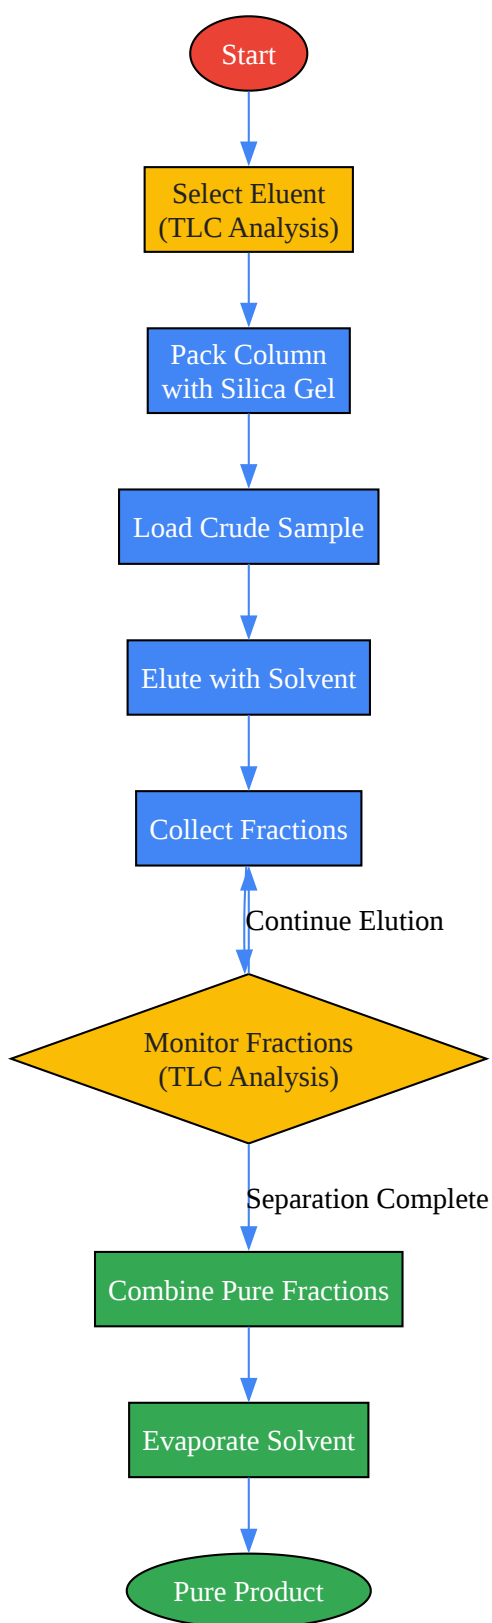 Start
Select Eluent
(TLC Analysis)
Pack Column
with Silica Gel
Load Crude Sample
Elute with Solvent
Collect Fractions
Continue Elution
Monitor Fractions
(TLC Analysis)
Separation Complete
Combine Pure Fractions
Evaporate Solvent
Pure Product